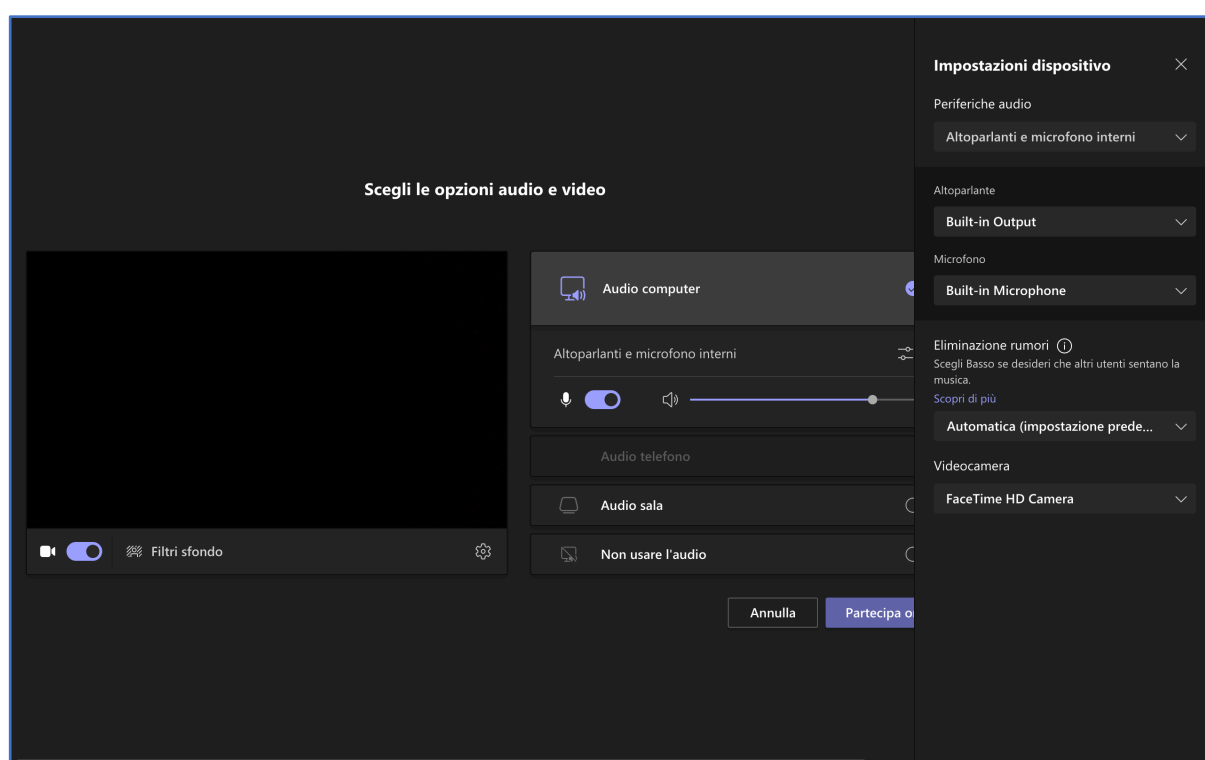 Scegli le opzioni audio e video
Filtri sfondo
Audio computer
Altoparlanti e microfono interni
Audio telefono
Audio sala
Non usare l'audio
Annulla
Partecipa o
Impostazioni dispositivo
Periferiche audio
Altoparlanti e microfono interni
Altoparlante
Built-in Output
Microfono
Built-in Microphone
Eliminazione rumori
Scegli Basso se desideri che altri utenti sentano la
musica.
Scopri di più
Automatica (impostazione prede...
Videocamera
FaceTime HD Camera